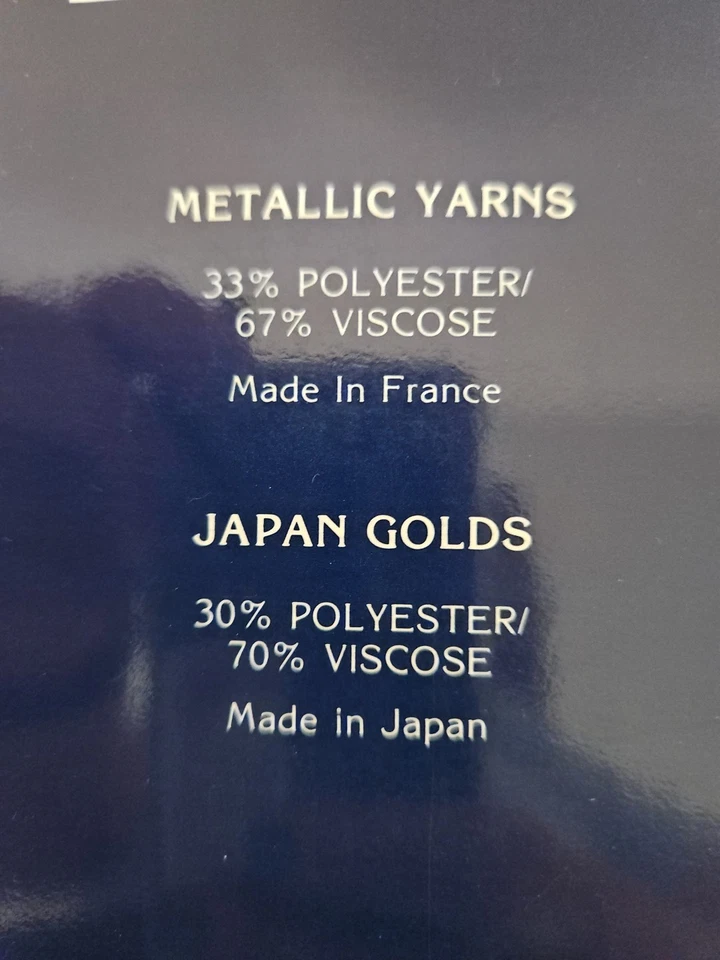 METALLIC YARNS
33% POLYESTER/
67% VISCOSE
Made In France
JAPAN GOLDS
30% POLYESTER/
70% VISCOSE
Made in Japan